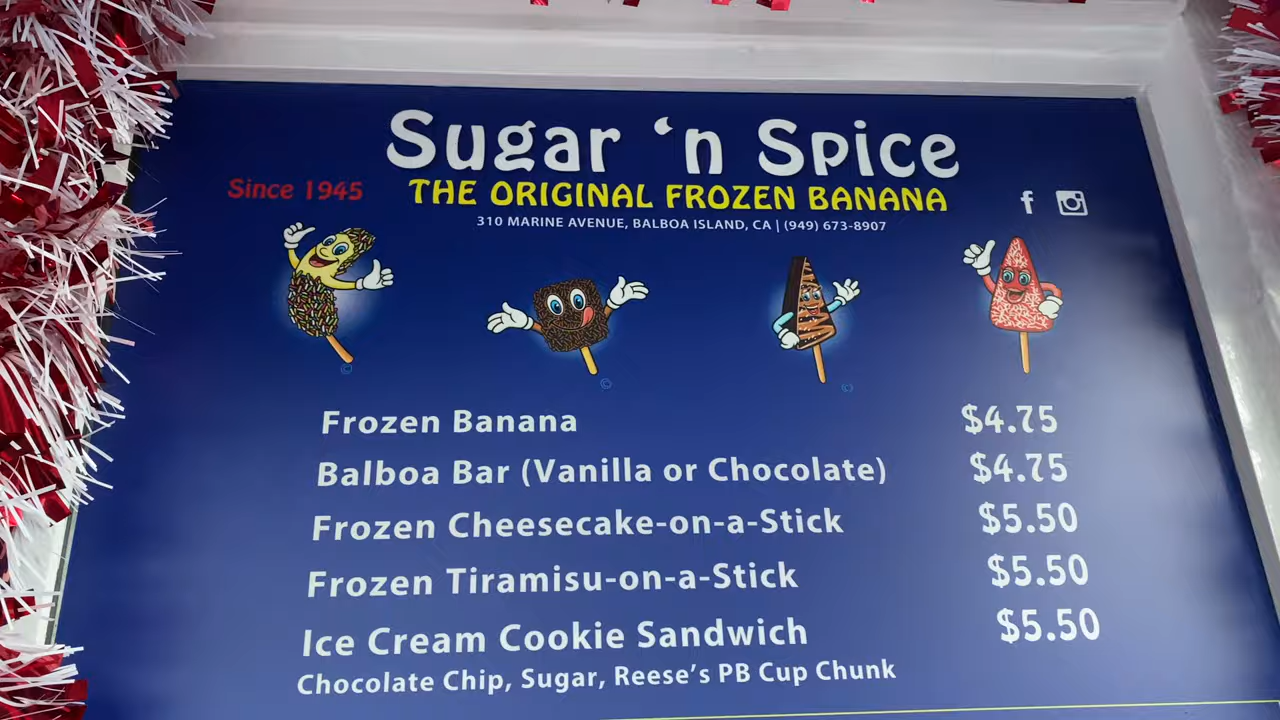 Sugar ‘n Spice
Since 1945
THE ORIGINAL FROZEN BANANA
310 MARINE AVENUE, BALBOA ISLAND, CA | (949) 673-8907
©
©
©
Frozen Banana $4.75
Balboa Bar (Vanilla or Chocolate) $4.75
Frozen Cheesecake-on-a-Stick $5.50
Frozen Tiramisu-on-a-Stick $5.50
Ice Cream Cookie Sandwich $5.50
Chocolate Chip, Sugar, Reese’s PB Cup Chunk